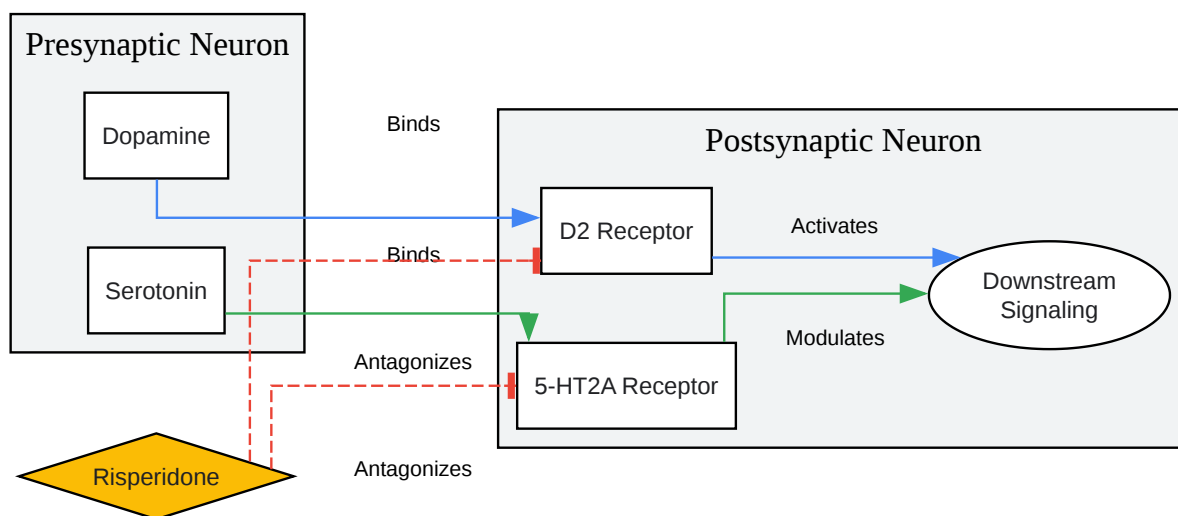 Presynaptic Neuron
Dopamine
Serotonin
Binds
Binds
Antagonizes
Antagonizes
Risperidone
Postsynaptic Neuron
D2 Receptor
5-HT2A Receptor
Activates
Modulates
Downstream
Signaling